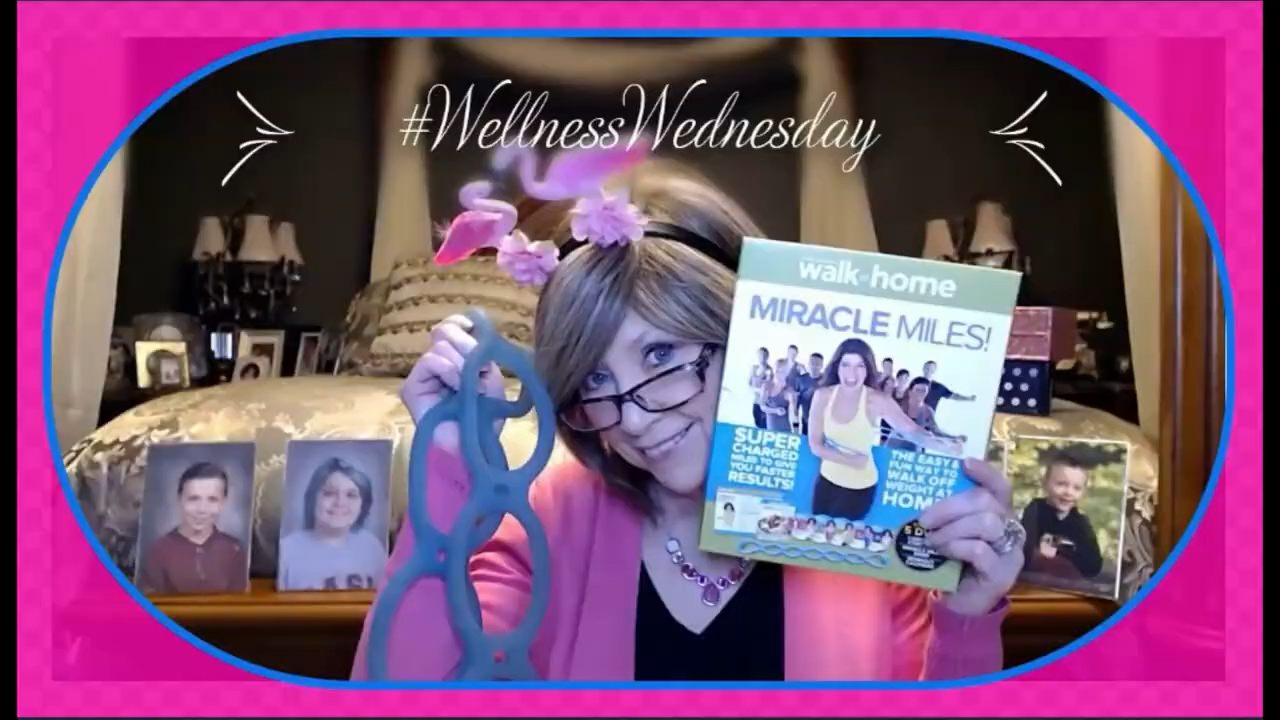 #WellnessWednesday
walk at home
MIRACLE MILES!
SUPER
CHARGED
MILES TO GIVE
YOU FASTER
RESULTS!
THE EASY &
FUN WAY TO
WALK OFF
WEIGHT AT
HOME
5 D